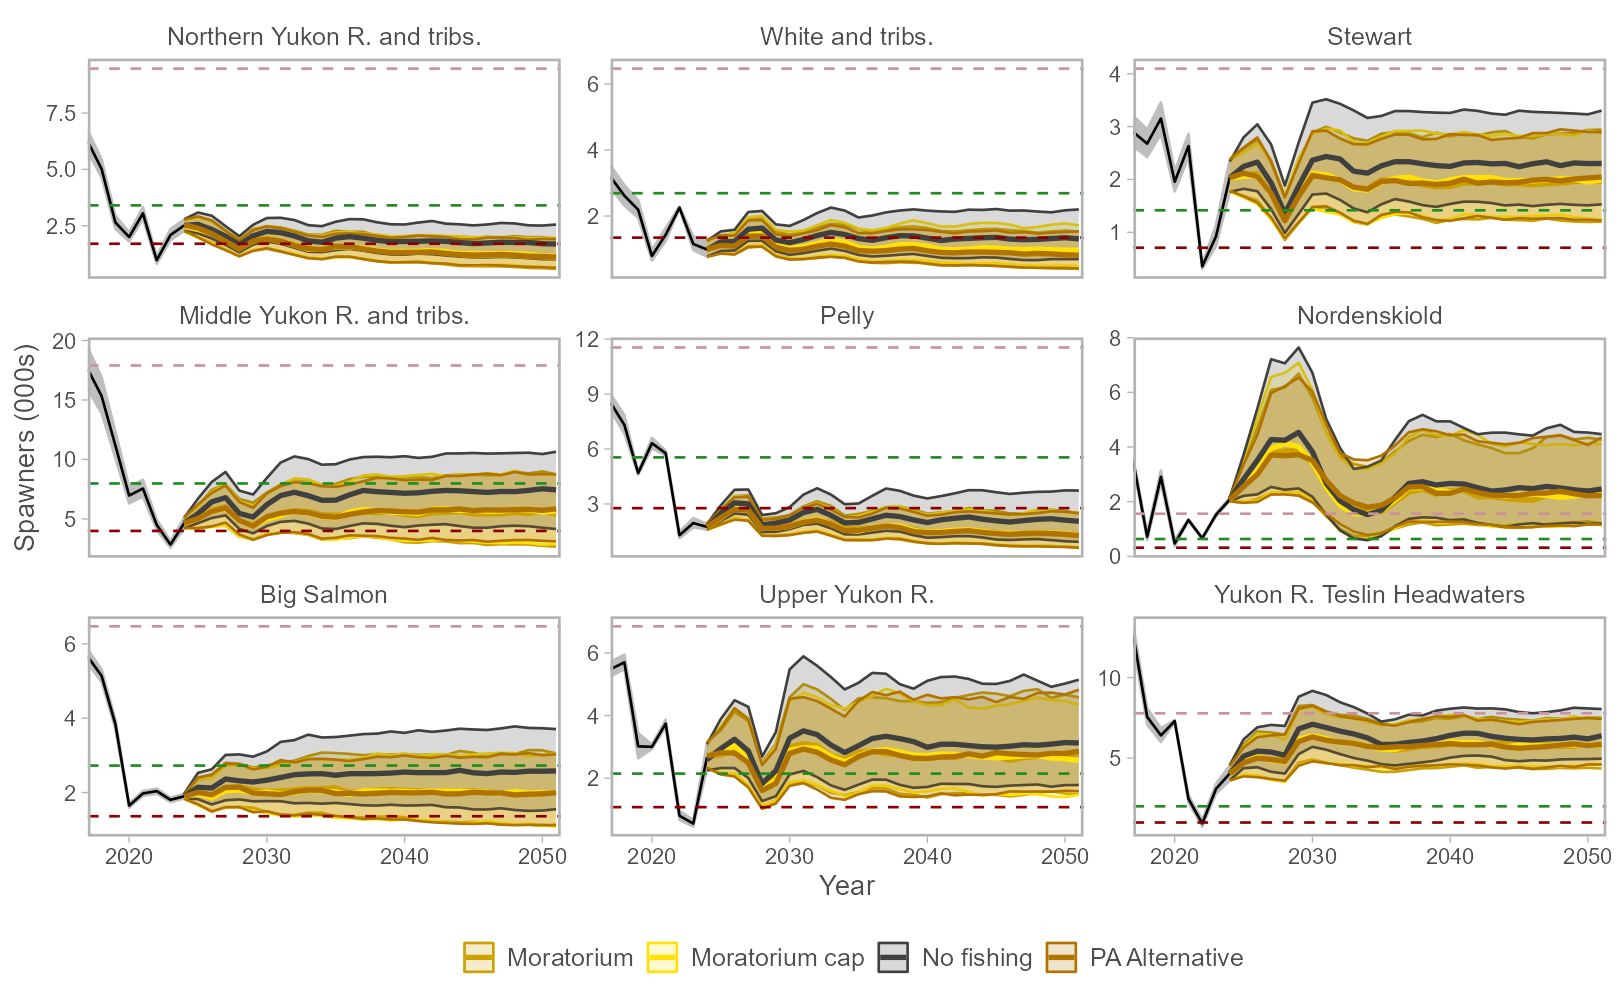 Northern Yukon R. and tribs.
White and tribs.
Stewart
7.5
5.0
2.5
6
4
2
4
3
2
1
Middle Yukon R. and tribs.
Pelly
Nordenskiold
20
15
10
5
12
9
6
3
8
6
4
2
0
Spawners (000s)
Big Salmon
Upper Yukon R.
Yukon R. Teslin Headwaters
6
4
2
6
4
2
10
5
2020 2030 2040 2050
2020 2030 2040 2050
2020 2030 2040 2050
Year
Moratorium Moratorium cap No fishing PA Alternative